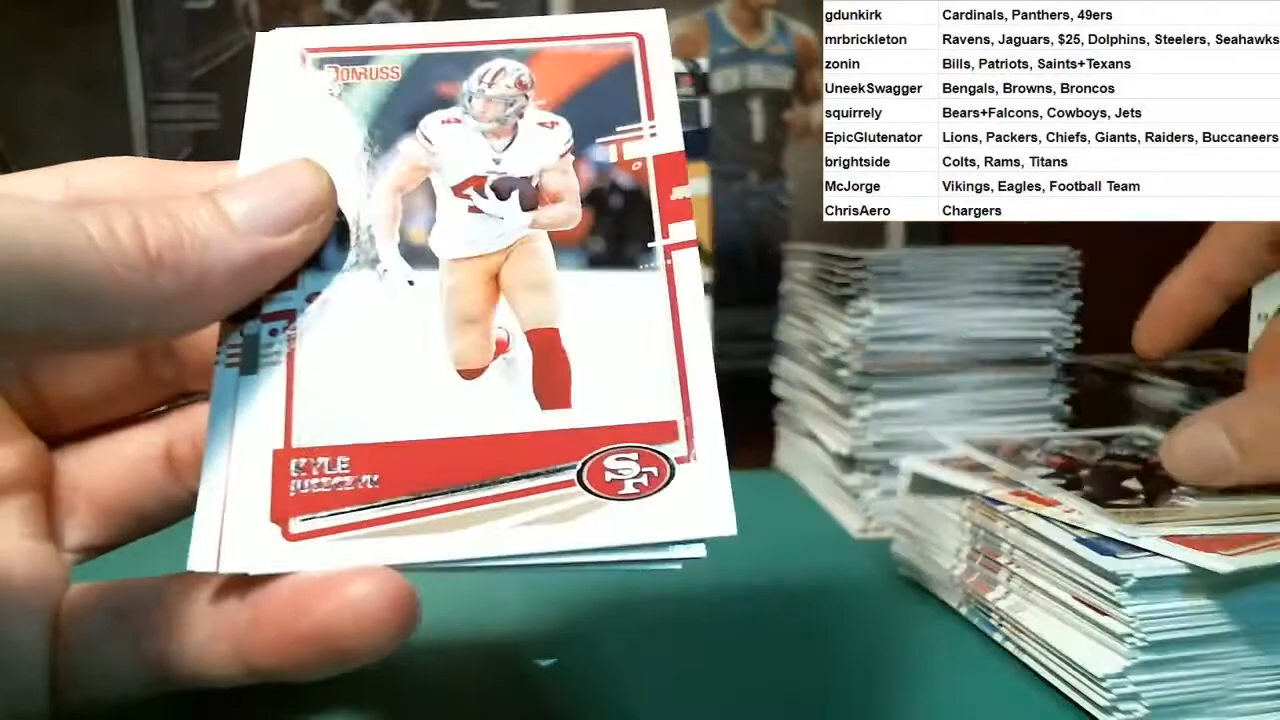 gdunkirk Cardinals, Panthers, 49ers
mrbrickleton Ravens, Jaguars, $25, Dolphins, Steelers, Seahawks
zonin Bills, Patriots, Saints+Texans
UneekSwagger Bengals, Browns, Broncos
squirrely Bears+Falcons, Cowboys, Jets
EpicGlutenator Lions, Packers, Chiefs, Giants, Raiders, Buccaneers
brightside Colts, Rams, Titans
McJorge Vikings, Eagles, Football Team
ChrisAero Chargers
DONRUSS
KYLE
JUSZCZYK
SF
1